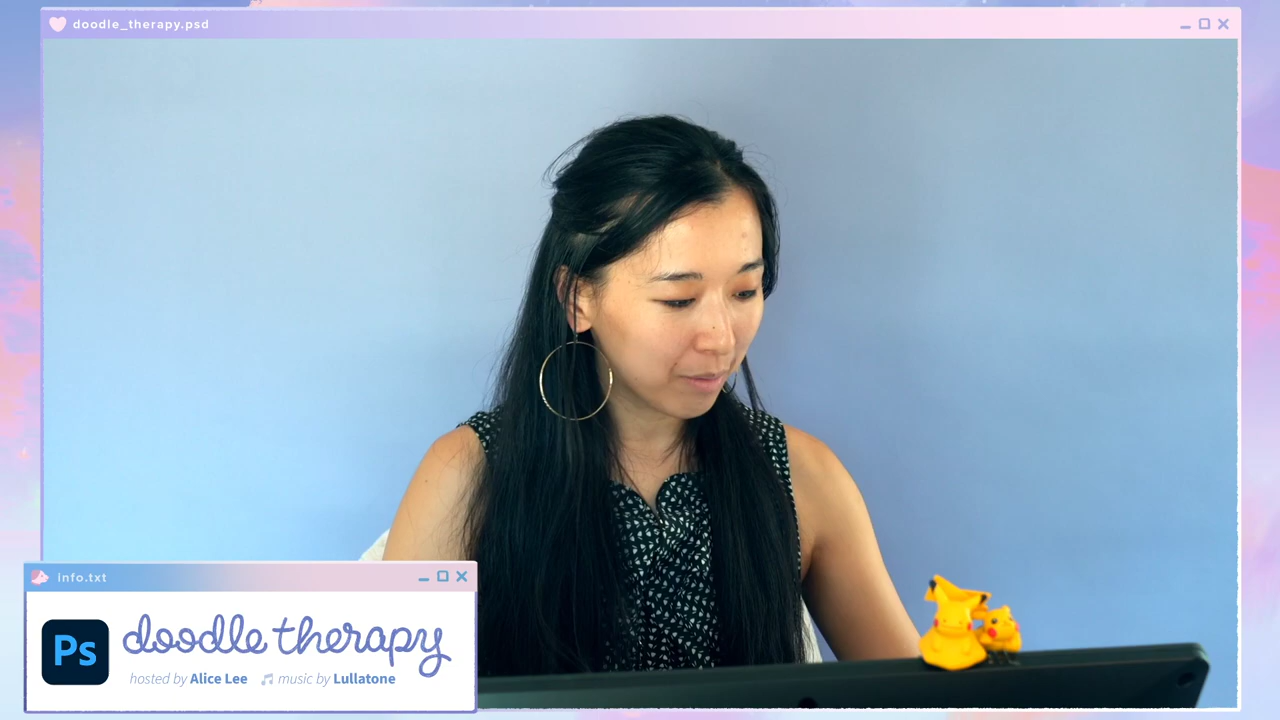 doodle_therapy.psd
info.txt
Ps
doodle therapy
hosted by Alice Lee
music by Lullatone